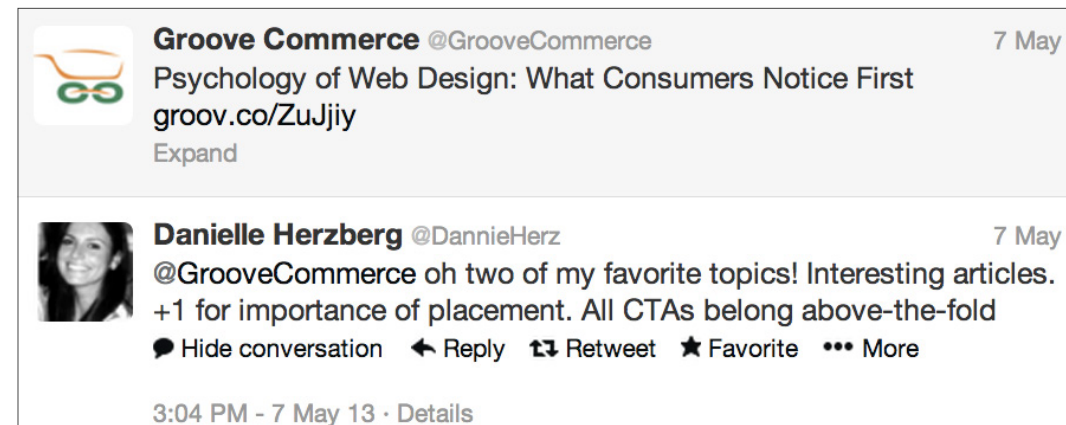 Groove Commerce @GrooveCommerce 7 May
Psychology of Web Design: What Consumers Notice First
groov.co/ZuJjiy
Expand
Danielle Herzberg @DannieHerz 7 May
@GrooveCommerce oh two of my favorite topics! Interesting articles.
+1 for importance of placement. All CTAs belong above-the-fold
Hide conversation Reply Retweet Favorite ••• More
3:04 PM - 7 May 13 · Details